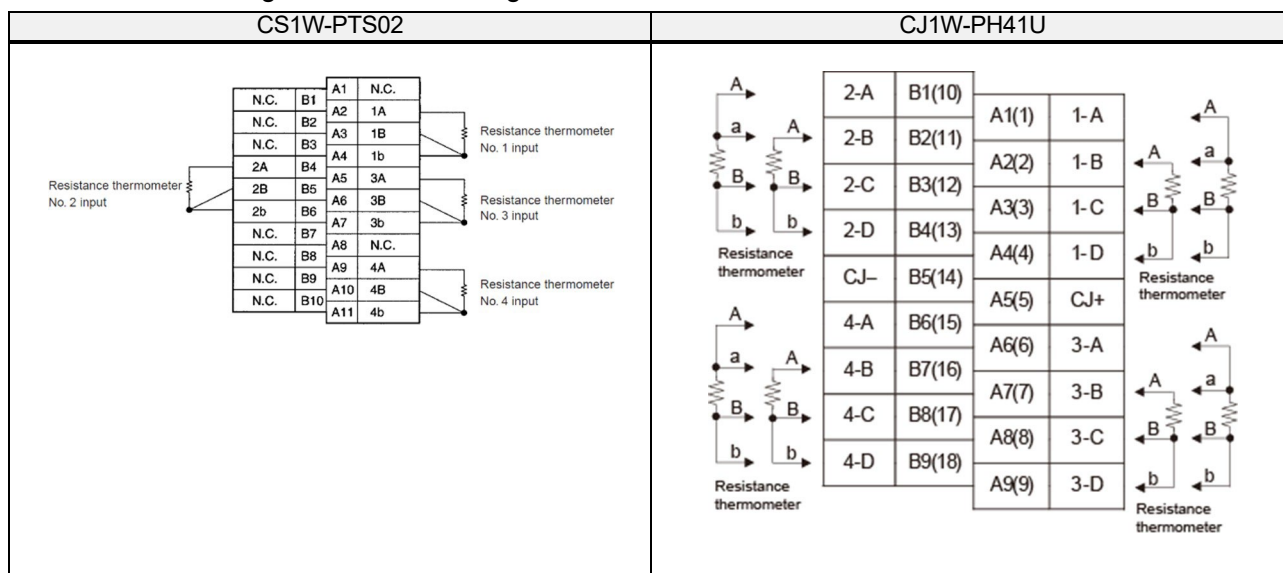 CS1W-PTS02
CJ1W-PH41U
A1 N.C.
N.C. B1
A2 1A
N.C. B2
A3 1B
N.C. B3
A4 1b
2A B4
A5 3A
2B B5
A6 3B
2b B6
A7 3b
N.C. B7
A8 N.C.
N.C. B8
A9 4A
N.C. B9
A10 4B
N.C. B10
A11 4b
Resistance thermometer
No. 1 input
Resistance thermometer
No. 2 input
Resistance thermometer
No. 3 input
Resistance thermometer
No. 4 input
A
a A
B B
b b
Resistance
thermometer
A
a A
B B
b b
Resistance
thermometer
2-A B1(10)
A1(1) 1-A
2-B B2(11)
A2(2) 1-B
2-C B3(12)
A3(3) 1-C
2-D B4(13)
A4(4) 1-D
CJ– B5(14)
A5(5) CJ+
4-A B6(15)
A6(6) 3-A
4-B B7(16)
A7(7) 3-B
4-C B8(17)
A8(8) 3-C
4-D B9(18)
A9(9) 3-D
A
A a
B B
b b
Resistance
thermometer
A
A a
B B
b b
Resistance
thermometer